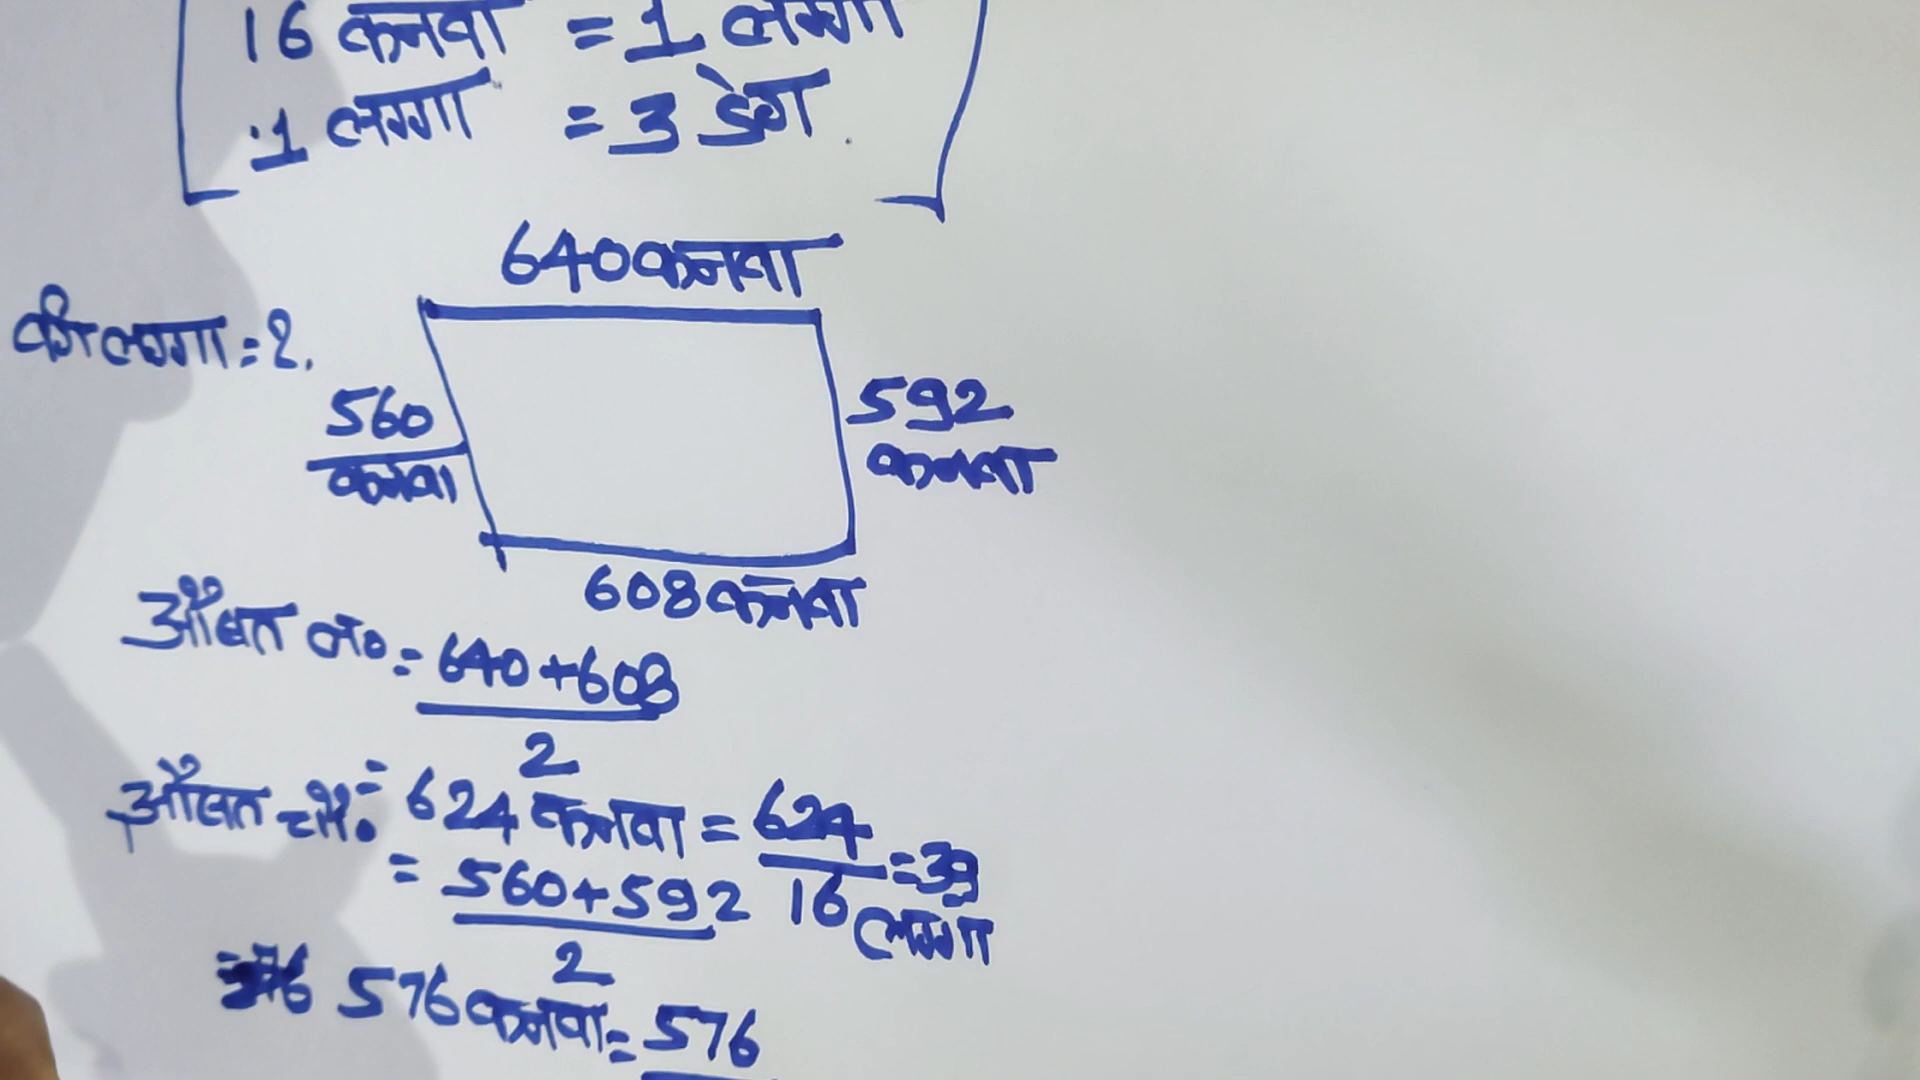 16 कनवा = 1 लग्गा
1 लग्गा = 3 डेग
640 कनवा
की लग्गा = ?
560
कनवा
592
कनवा
608 कनवा
औसत ल० = 640 + 608
2
= 624 कनवा = 624
16
= 39
लग्गा
औसत चौ०
= 560 + 592
2
= 576 कनवा = 576